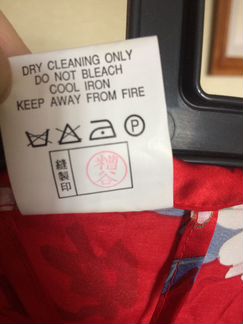 DRY CLEANING ONLY
DO NOT BLEACH
COOL IRON
KEEP AWAY FROM FIRE
P
縫製印